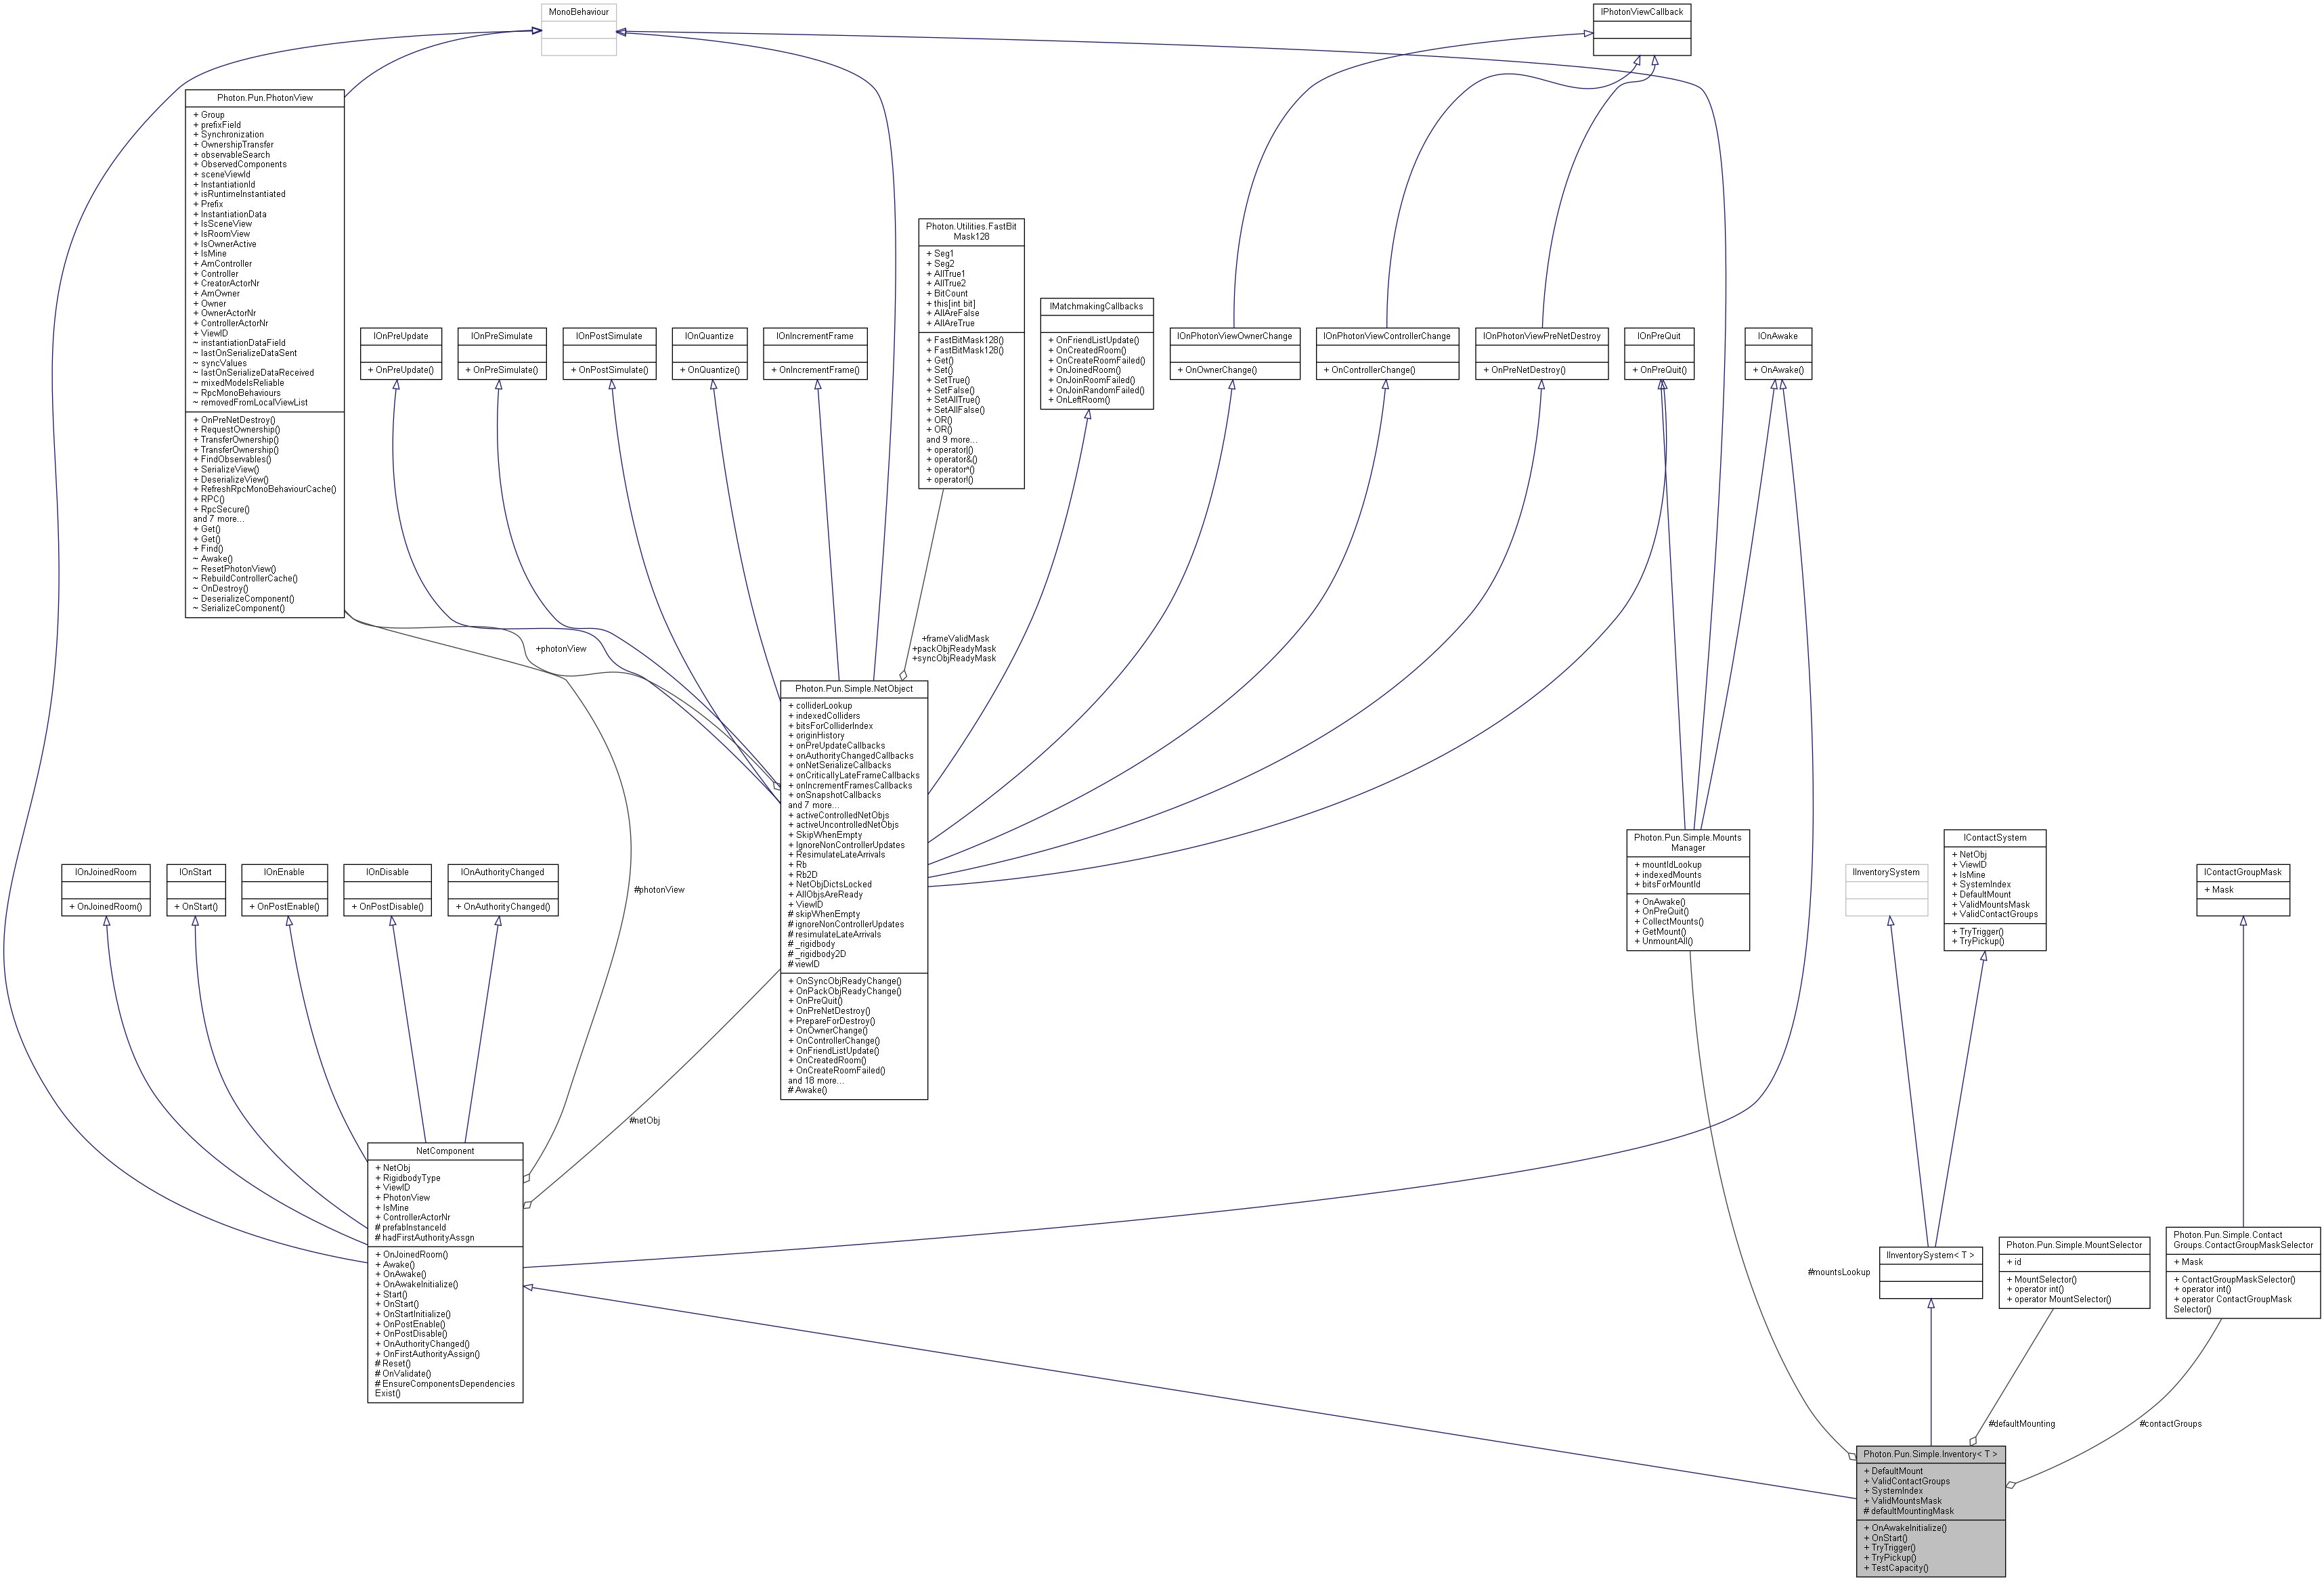 MonoBehaviour
IPhotonViewCallback
Photon.Pun.PhotonView
+ Group
+ prefixField
+ Synchronization
+ OwnershipTransfer
+ observableSearch
+ ObservedComponents
+ sceneViewId
+ InstantiationId
+ isRuntimeInstantiated
+ Prefix
+ InstantiationData
+ IsSceneView
+ IsRoomView
+ IsOwnerActive
+ IsMine
+ AmController
+ Controller
+ CreatorActorNr
+ AmOwner
+ Owner
+ OwnerActorNr
+ ControllerActorNr
+ ViewID
~ instantiationDataField
~ lastOnSerializeDataSent
~ syncValues
~ lastOnSerializeDataReceived
~ mixedModeIsReliable
~ RpcMonoBehaviours
~ removedFromLocalViewList
+ OnPreNetDestroy()
+ RequestOwnership()
+ TransferOwnership()
+ TransferOwnership()
+ FindObservables()
+ SerializeView()
+ DeserializeView()
+ RefreshRpcMonoBehaviourCache()
+ RPC()
+ RpcSecure()
and 7 more...
+ Get()
+ Get()
+ Find()
~ Awake()
~ ResetPhotonView()
~ RebuildControllerCache()
~ OnDestroy()
~ DeserializeComponent()
~ SerializeComponent()
IOnPreUpdate
+ OnPreUpdate()
IOnPreSimulate
+ OnPreSimulate()
IOnPostSimulate
+ OnPostSimulate()
IOnQuantize
+ OnQuantize()
IOnIncrementFrame
+ OnIncrementFrame()
Photon.Utilities.FastBit
Mask128
+ Seg1
+ Seg2
+ AllTrue1
+ AllTrue2
+ BitCount
+ this[int bit]
+ AllAreFalse
+ AllAreTrue
+ FastBitMask128()
+ FastBitMask128()
+ Get()
+ Set()
+ SetTrue()
+ SetFalse()
+ SetAllTrue()
+ SetAllFalse()
+ OR()
+ OR()
and 9 more...
+ operator|()
+ operator&()
+ operator^()
+ operator!()
IMatchmakingCallbacks
+ OnFriendListUpdate()
+ OnCreatedRoom()
+ OnCreateRoomFailed()
+ OnJoinedRoom()
+ OnJoinRoomFailed()
+ OnJoinRandomFailed()
+ OnLeftRoom()
IOnPhotonViewOwnerChange
+ OnOwnerChange()
IOnPhotonViewControllerChange
+ OnControllerChange()
IOnPhotonViewPreNetDestroy
+ OnPreNetDestroy()
IOnPreQuit
+ OnPreQuit()
IOnAwake
+ OnAwake()
+photonView
+frameValidMask
+packObjReadyMask
+syncObjReadyMask
Photon.Pun.Simple.NetObject
+ colliderLookup
+ indexedColliders
+ bitsForColliderIndex
+ originHistory
+ onPreUpdateCallbacks
+ onAuthorityChangedCallbacks
+ onNetSerializeCallbacks
+ onCriticallyLateFrameCallbacks
+ onIncrementFramesCallbacks
+ onSnapshotCallbacks
and 7 more...
+ activeControlledNetObjs
+ activeUncontrolledNetObjs
+ SkipWhenEmpty
+ IgnoreNonControllerUpdates
+ ResimulateLateArrivals
+ Rb
+ Rb2D
+ NetObjDictsLocked
+ AllObjsAreReady
+ ViewID
# skipWhenEmpty
# ignoreNonControllerUpdates
# resimulateLateArrivals
# _rigidbody
# _rigidbody2D
# viewID
+ OnSyncObjReadyChange()
+ OnPackObjReadyChange()
+ OnPreQuit()
+ OnPreNetDestroy()
+ PrepareForDestroy()
+ OnOwnerChange()
+ OnControllerChange()
+ OnFriendListUpdate()
+ OnCreatedRoom()
+ OnCreateRoomFailed()
and 18 more...
# Awake()
Photon.Pun.Simple.Mounts
Manager
+ mountIdLookup
+ indexedMounts
+ bitsForMountId
+ OnAwake()
+ OnPreQuit()
+ CollectMounts()
+ GetMount()
+ UnmountAll()
IOnJoinedRoom
+ OnJoinedRoom()
IOnStart
+ OnStart()
IOnEnable
+ OnPostEnable()
IOnDisable
+ OnPostDisable()
IOnAuthorityChanged
+ OnAuthorityChanged()
#photonView
IInventorySystem
IContactSystem
+ NetObj
+ ViewID
+ IsMine
+ SystemIndex
+ DefaultMount
+ ValidMountsMask
+ ValidContactGroups
+ TryTrigger()
+ TryPickup()
IContactGroupMask
+ Mask
#netObj
NetComponent
+ NetObj
+ RigidbodyType
+ ViewID
+ PhotonView
+ IsMine
+ ControllerActorNr
# prefabInstanceId
# hadFirstAuthorityAssgn
+ OnJoinedRoom()
+ Awake()
+ OnAwake()
+ OnAwakeInitialize()
+ Start()
+ OnStart()
+ OnStartInitialize()
+ OnPostEnable()
+ OnPostDisable()
+ OnAuthorityChanged()
+ OnFirstAuthorityAssign()
# Reset()
# OnValidate()
# EnsureComponentsDependencies
Exist()
#mountsLookup
IInventorySystem< T >
Photon.Pun.Simple.MountSelector
+ id
+ MountSelector()
+ operator int()
+ operator MountSelector()
Photon.Pun.Simple.Contact
Groups.ContactGroupMaskSelector
+ Mask
+ ContactGroupMaskSelector()
+ operator int()
+ operator ContactGroupMask
Selector()
#defaultMounting
#contactGroups
Photon.Pun.Simple.Inventory< T >
+ DefaultMount
+ ValidContactGroups
+ SystemIndex
+ ValidMountsMask
# defaultMountingMask
+ OnAwakeInitialize()
+ OnStart()
+ TryTrigger()
+ TryPickup()
+ TestCapacity()